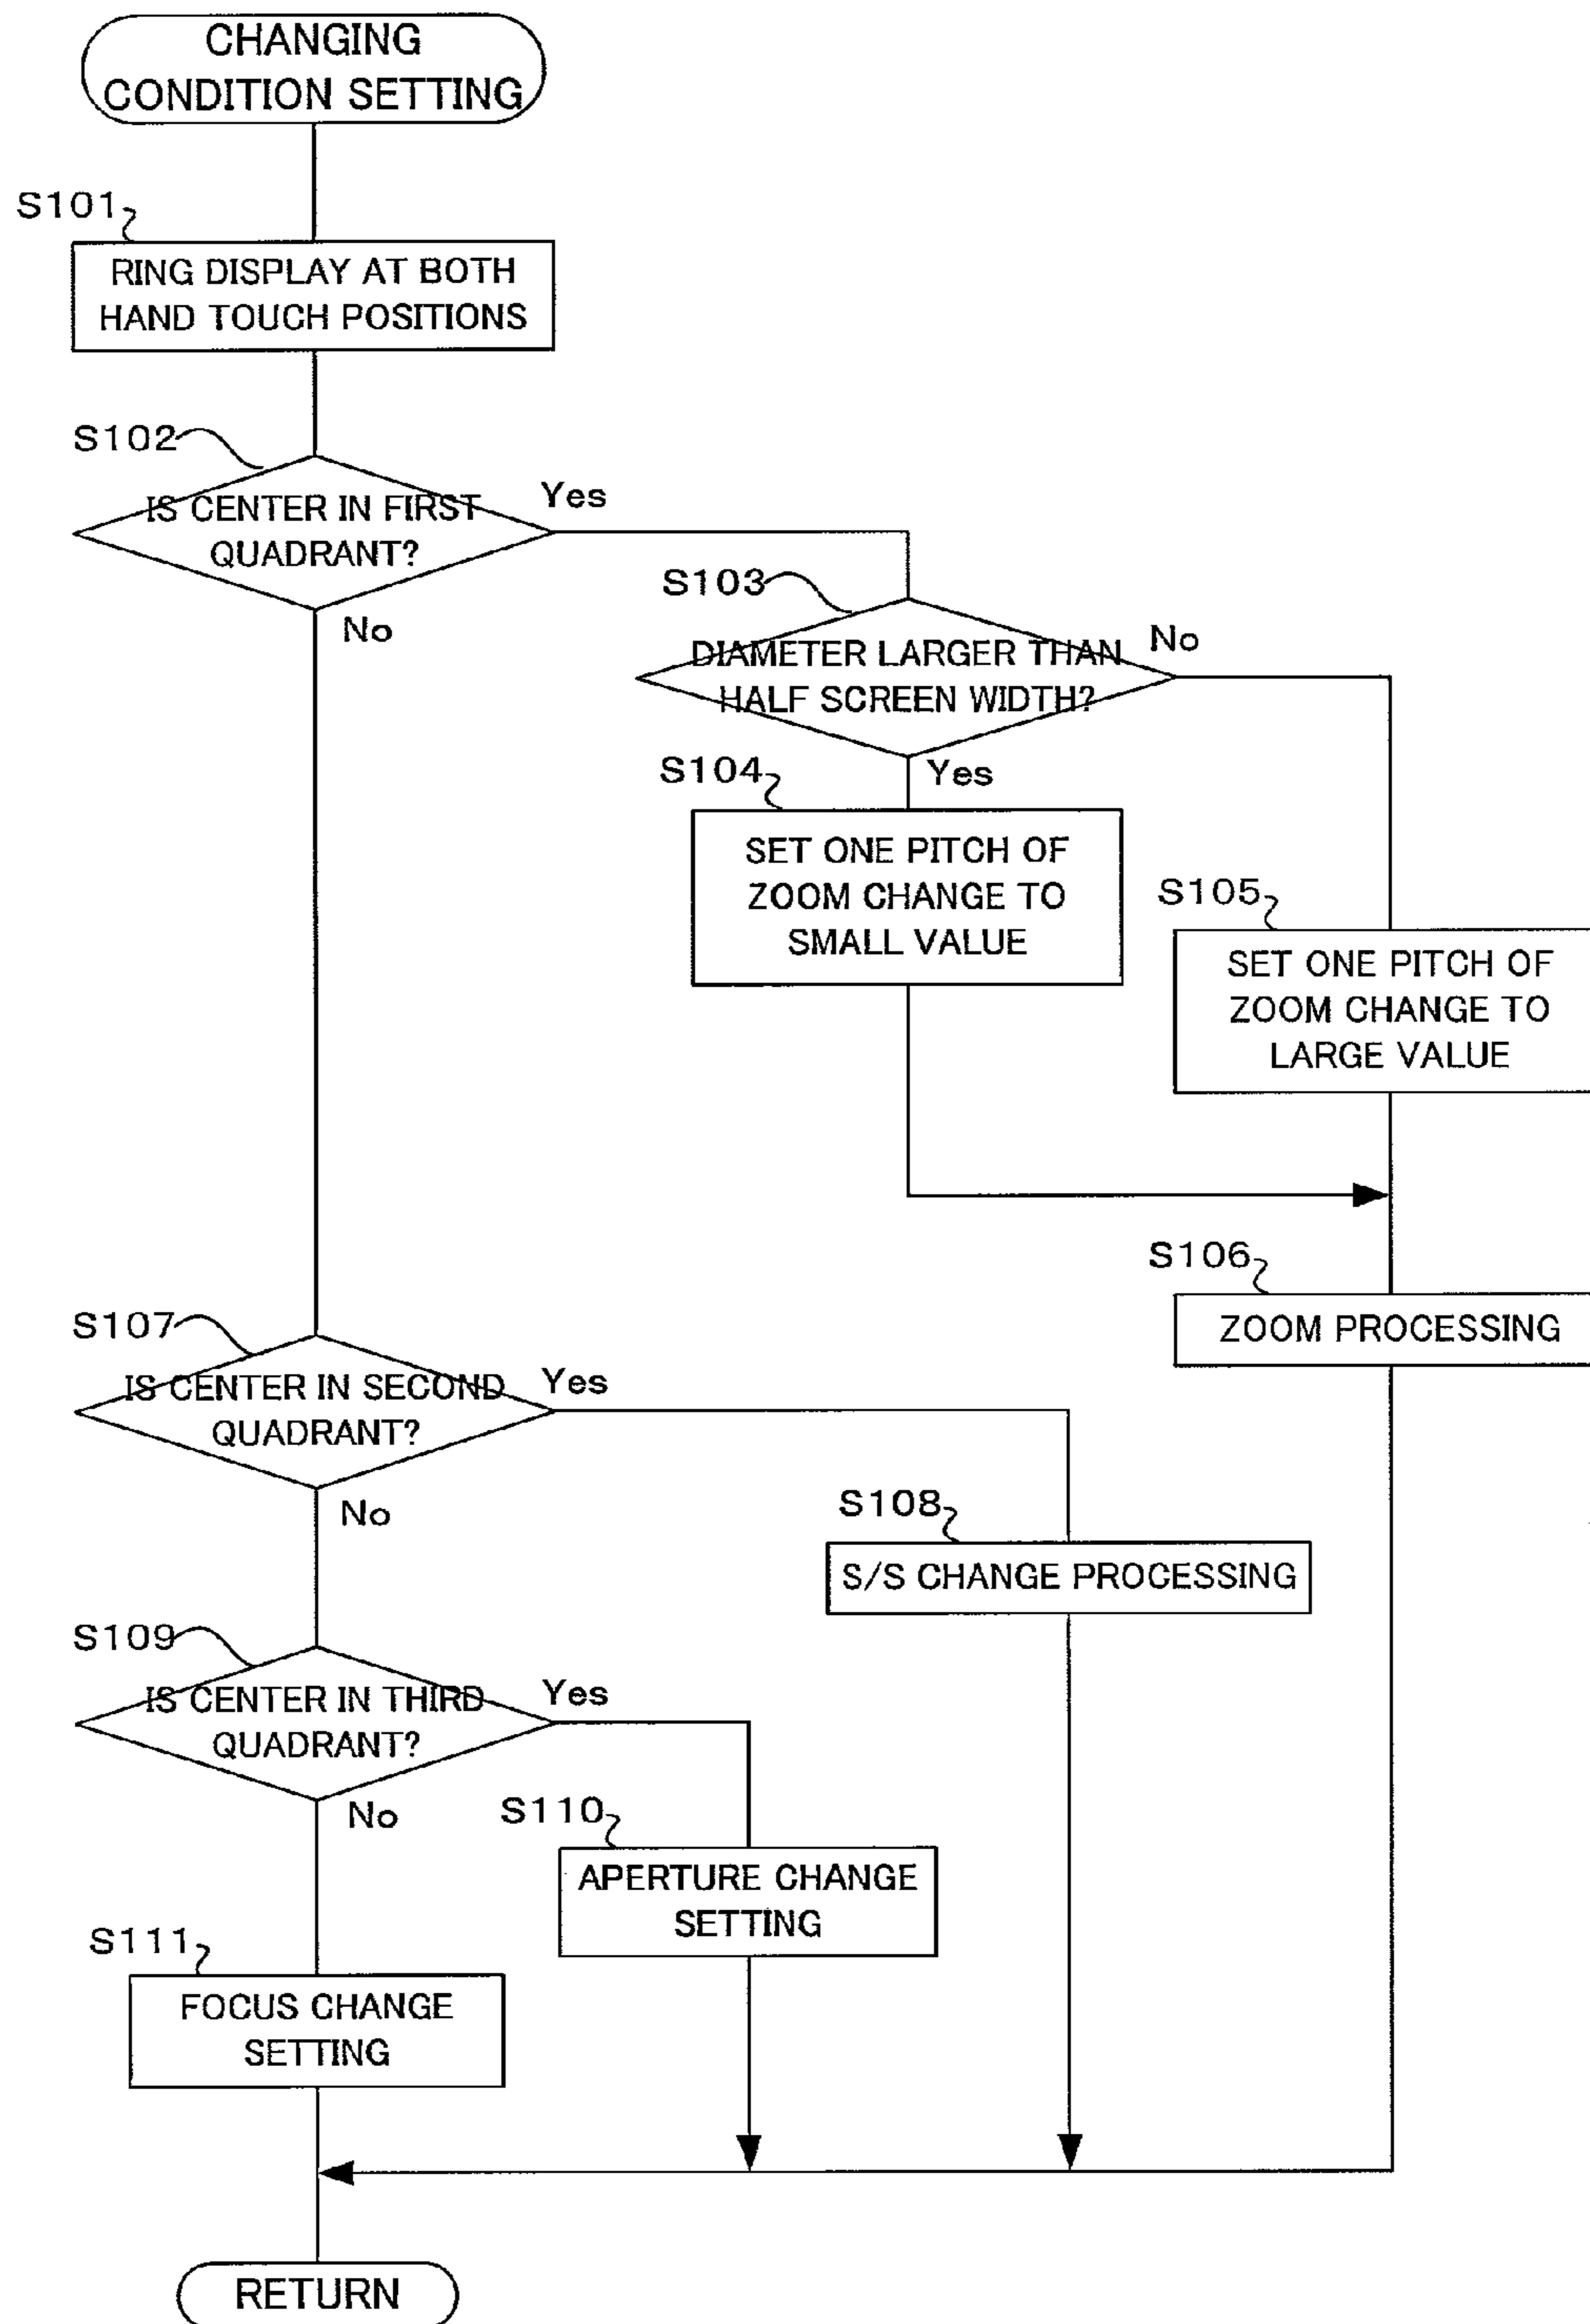 CHANGING
CONDITION SETTING
S101
RING DISPLAY AT BOTH
HAND TOUCH POSITIONS
S102
IS CENTER IN FIRST
QUADRANT?
Yes
No
S103
DIAMETER LARGER THAN
HALF SCREEN WIDTH?
No
Yes
S104
SET ONE PITCH OF
ZOOM CHANGE TO
SMALL VALUE
S105
SET ONE PITCH OF
ZOOM CHANGE TO
LARGE VALUE
S106
ZOOM PROCESSING
S107
IS CENTER IN SECOND
QUADRANT?
Yes
No
S108
S/S CHANGE PROCESSING
S109
IS CENTER IN THIRD
QUADRANT?
Yes
No
S110
APERTURE CHANGE
SETTING
S111
FOCUS CHANGE
SETTING
RETURN